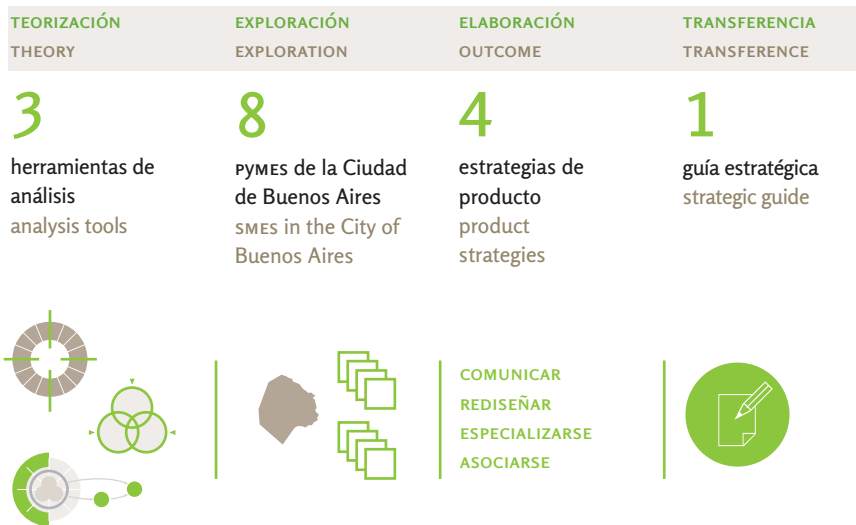 TEORIZACIÓN
THEORY
EXPLORACIÓN
EXPLORATION
ELABORACIÓN
OUTCOME
TRANSFERENCIA
TRANSFERENCE
3
herramientas de
análisis
analysis tools
8
PYMES de la Ciudad
de Buenos Aires
SMES in the City of
Buenos Aires
4
estrategias de
producto
product
strategies
1
guía estratégica
strategic guide
COMUNICAR
REDISEÑAR
ESPECIALIZARSE
ASOCIARSE